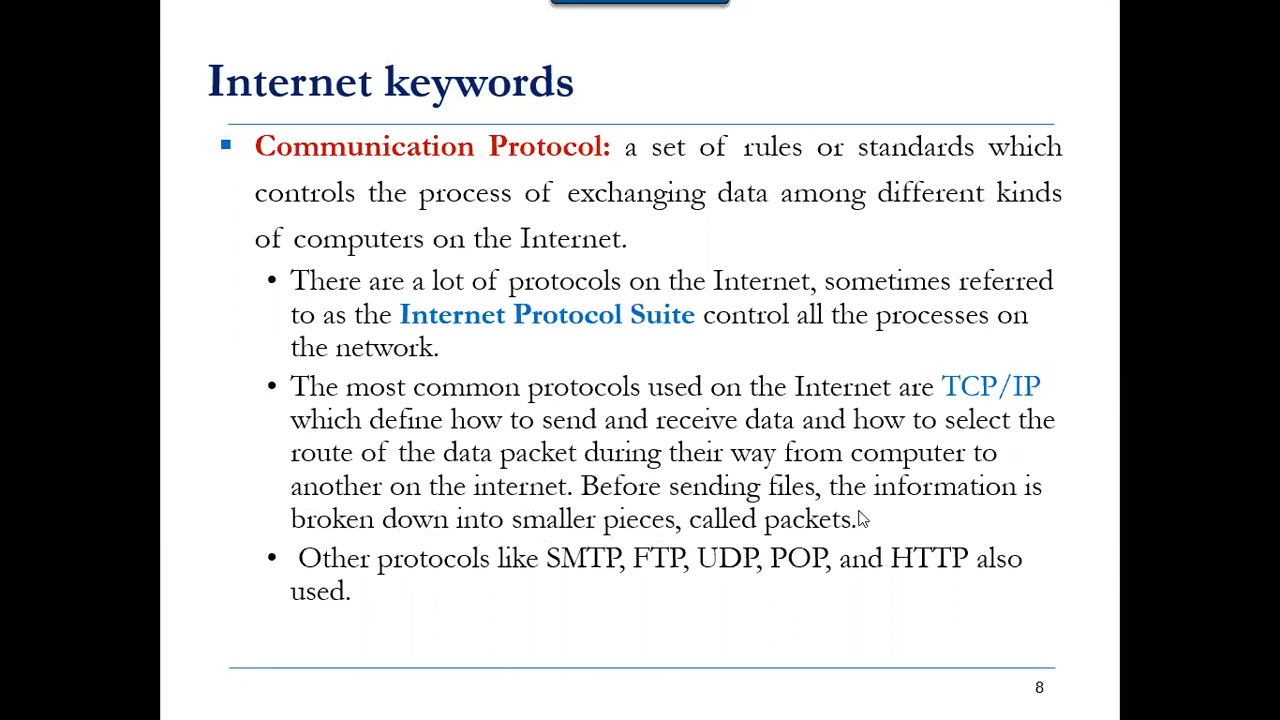 Internet keywords
Communication Protocol: a set of rules or standards which
controls the process of exchanging data among different kinds
of computers on the Internet.
• There are a lot of protocols on the Internet, sometimes referred
to as the Internet Protocol Suite control all the processes on
the network.
• The most common protocols used on the Internet are TCP/IP
which define how to send and receive data and how to select the
route of the data packet during their way from computer to
another on the internet. Before sending files, the information is
broken down into smaller pieces, called packets.
• Other protocols like SMTP, FTP, UDP, POP, and HTTP also
used.
8